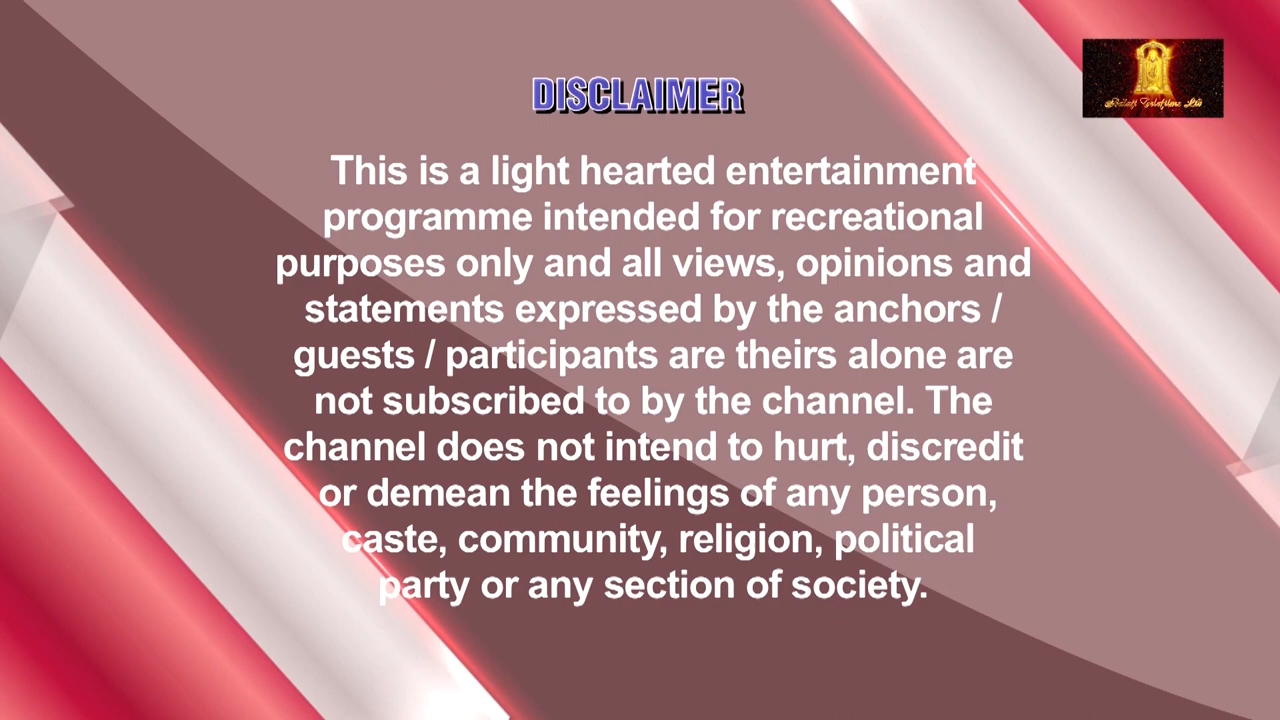 DISCLAIMER
This is a light hearted entertainment
programme intended for recreational
purposes only and all views, opinions and
statements expressed by the anchors /
guests / participants are theirs alone are
not subscribed to by the channel. The
channel does not intend to hurt, discredit
or demean the feelings of any person,
caste, community, religion, political
party or any section of society.
Balaji Telefilms Ltd